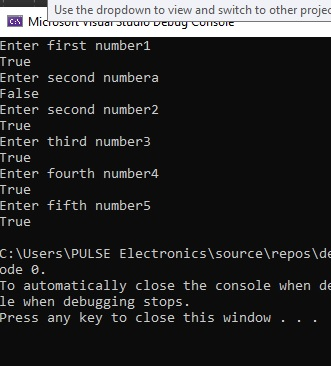 Use the dropdown to view and switch to other projec
Microsoft Visual Studio Debug Console
Enter first number1
True
Enter second numbera
False
Enter second number2
True
Enter third number3
True
Enter fourth number4
True
Enter fifth number5
True
C:\Users\PULSE Electronics\source\repos\de
ode 0.
To automatically close the console when de
le when debugging stops.
Press any key to close this window . . .